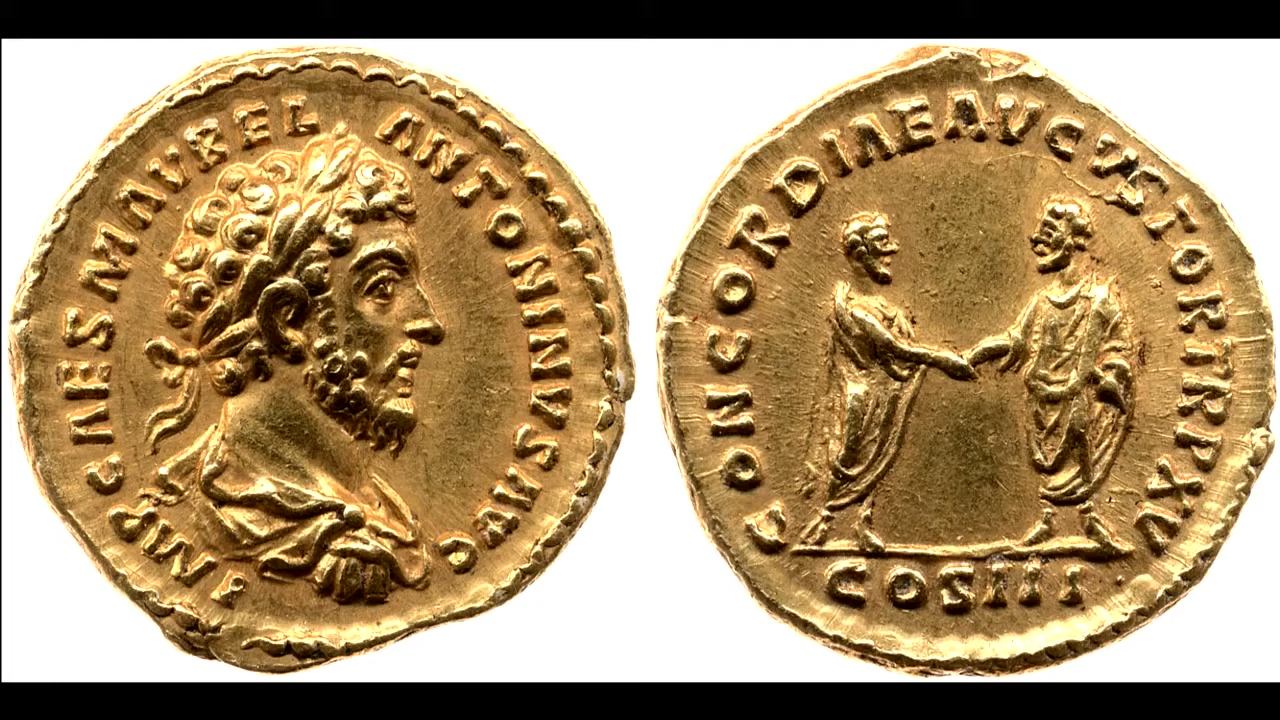 IMP CAES M AVREL ANTONINVS AVG
CONCORDIAE AVGVSTOR TR P XV
COS III